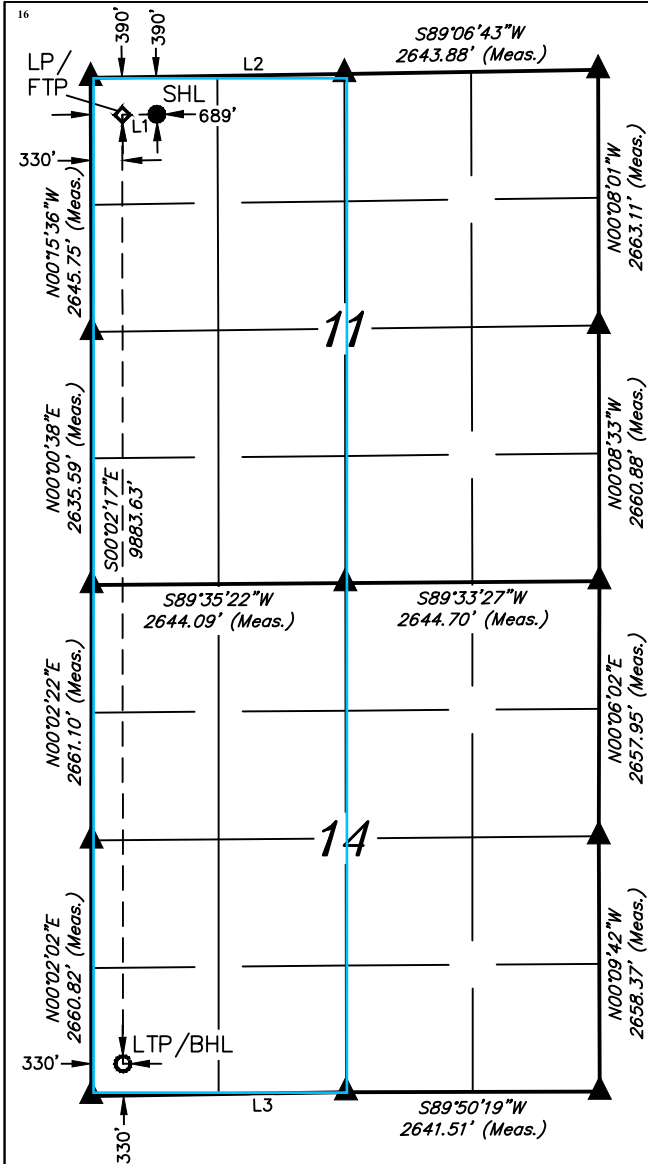 16
390'
390'
S89°06'43"W
2643.88' (Meas.)
LP/
FTP
L2
SHL
L1
689'
330'
N00°15'36"W
2645.75' (Meas.)
N00°08'01"W
2663.11' (Meas.)
11
N00°00'38"E
2635.59' (Meas.)
S00°02'17"E
9883.63'
N00°08'33"W
2660.88' (Meas.)
S89°35'22"W
2644.09' (Meas.)
S89°33'27"W
2644.70' (Meas.)
N00°02'22"E
2661.10' (Meas.)
N00°06'02"E
2657.95' (Meas.)
14
N00°02'02"E
2660.82' (Meas.)
N00°09'42"W
2658.37' (Meas.)
LTP/BHL
330'
L3
330'
S89°50'19"W
2641.51' (Meas.)